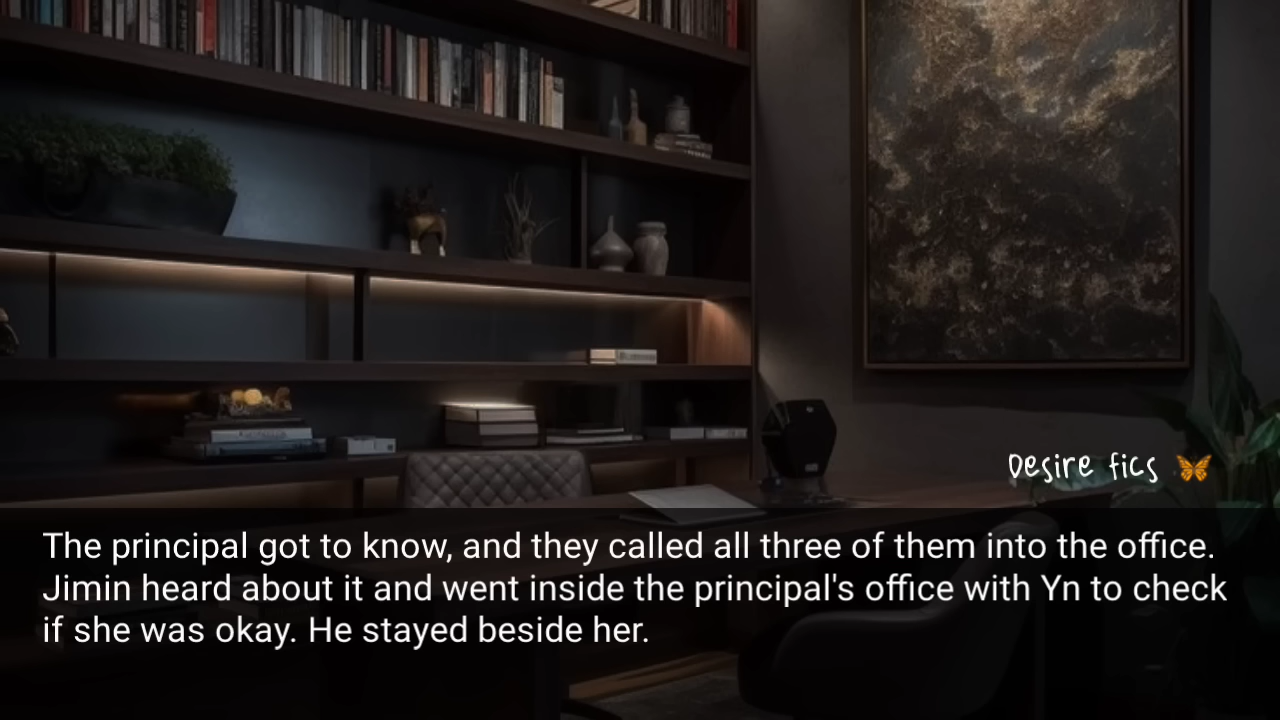 Desire fics 🦋
The principal got to know, and they called all three of them into the office.
Jimin heard about it and went inside the principal's office with Yn to check
if she was okay. He stayed beside her.